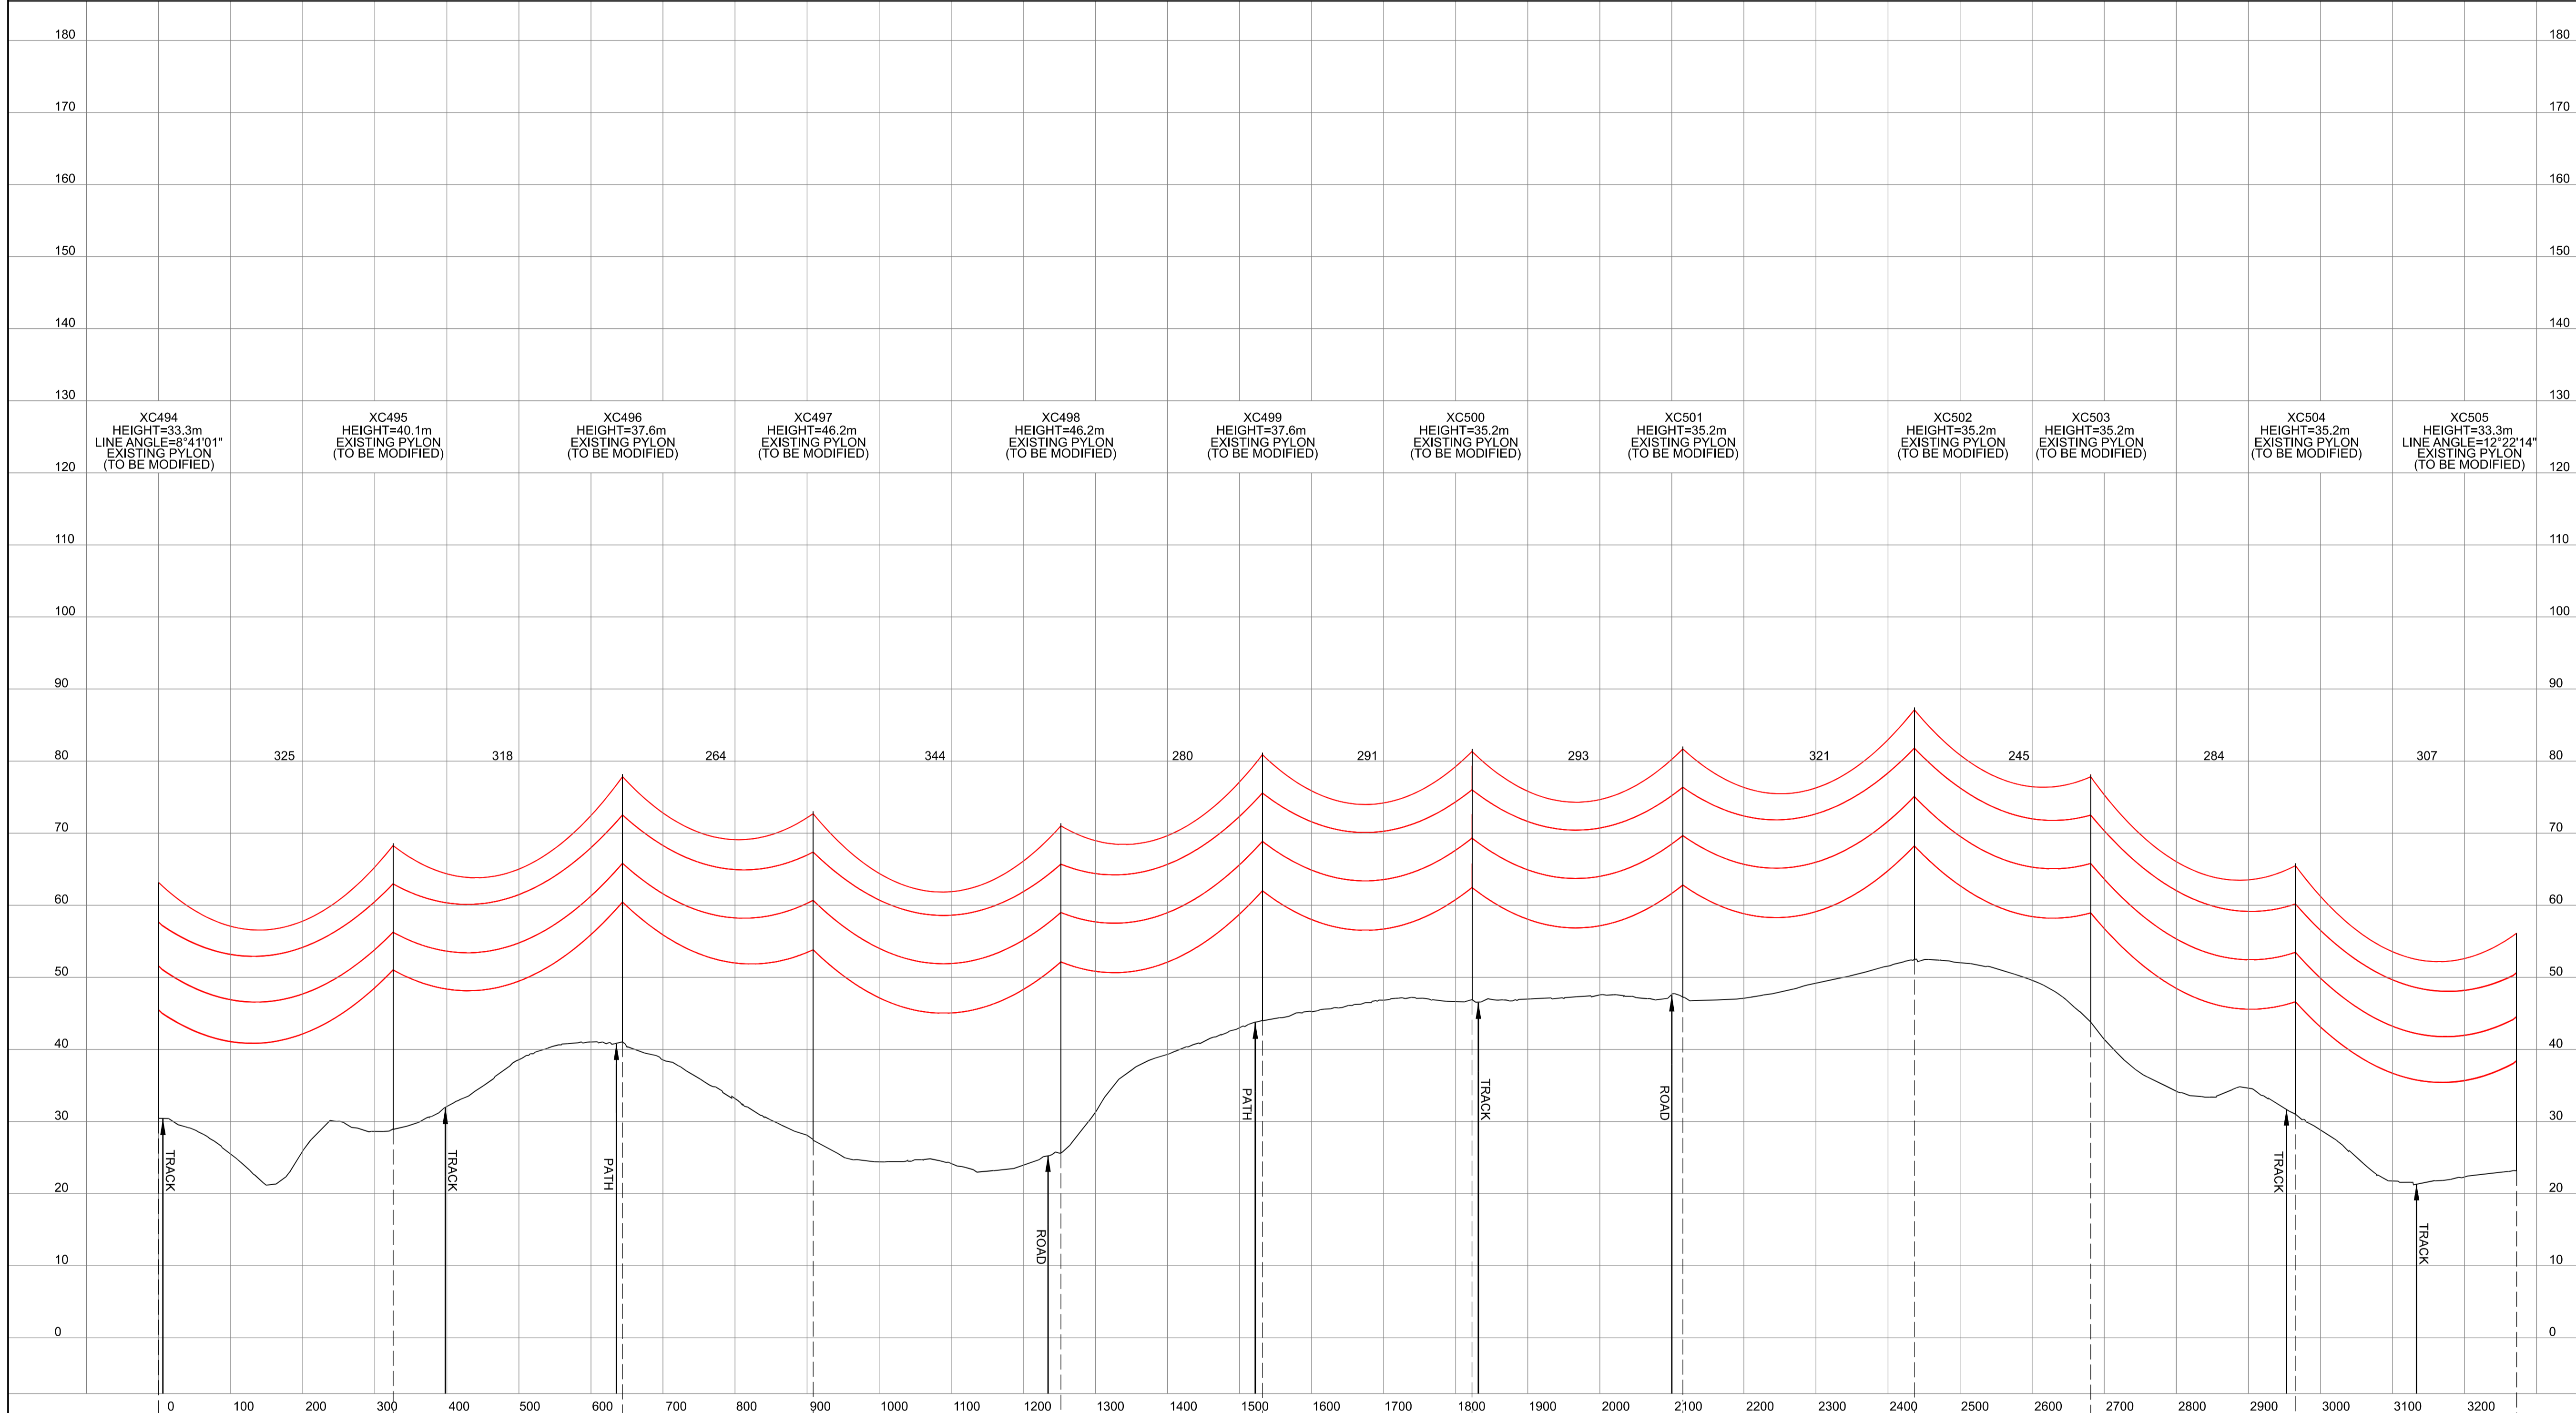 180 180
170 170
160 160
150 150
140 140
130 130
XC494
HEIGHT=33.3m
LINE ANGLE=8°41'01"
EXISTING PYLON
(TO BE MODIFIED)
XC495
HEIGHT=40.1m
EXISTING PYLON
(TO BE MODIFIED)
XC496
HEIGHT=37.6m
EXISTING PYLON
(TO BE MODIFIED)
XC497
HEIGHT=46.2m
EXISTING PYLON
(TO BE MODIFIED)
XC498
HEIGHT=46.2m
EXISTING PYLON
(TO BE MODIFIED)
XC499
HEIGHT=37.6m
EXISTING PYLON
(TO BE MODIFIED)
XC500
HEIGHT=35.2m
EXISTING PYLON
(TO BE MODIFIED)
XC501
HEIGHT=35.2m
EXISTING PYLON
(TO BE MODIFIED)
XC502
HEIGHT=35.2m
EXISTING PYLON
(TO BE MODIFIED)
XC503
HEIGHT=35.2m
EXISTING PYLON
(TO BE MODIFIED)
XC504
HEIGHT=35.2m
EXISTING PYLON
(TO BE MODIFIED)
XC505
HEIGHT=33.3m
LINE ANGLE=12°22'14"
EXISTING PYLON
(TO BE MODIFIED)
120 120
110 110
100 100
90 90
80 325 318 264 344 280 291 293 321 245 284 307 80
70 70
60 60
50 50
40 40
30 30
20 20
10 10
0 0
TRACK
TRACK
PATH
ROAD
PATH
TRACK
ROAD
TRACK
TRACK
0 100 200 300 400 500 600 700 800 900 1000 1100 1200 1300 1400 1500 1600 1700 1800 1900 2000 2100 2200 2300 2400 2500 2600 2700 2800 2900 3000 3100 3200